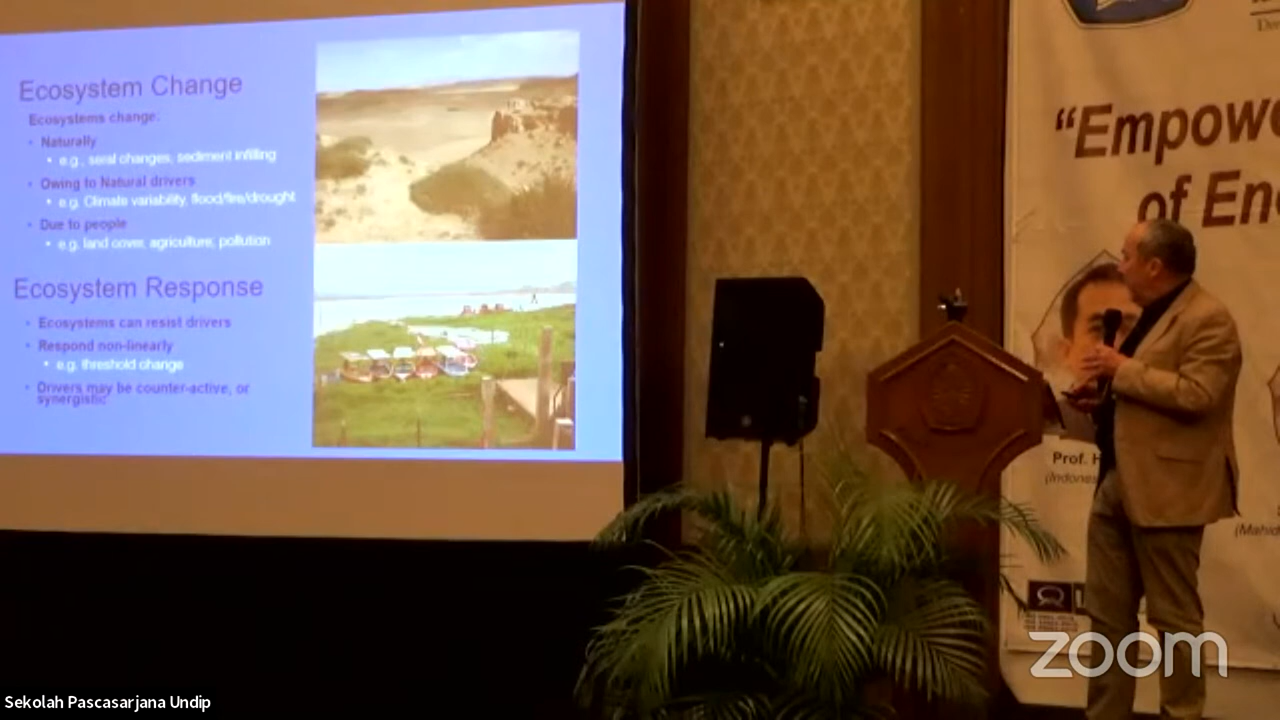 Ecosystem Change
Ecosystems change:
• Naturally
• e.g., seral changes, sediment infilling
• Owing to Natural drivers
• e.g. Climate variability, flood/fire/drought
• Due to people
• e.g. land cover, agriculture, pollution
Ecosystem Response
• Ecosystems can resist drivers
• Respond non-linearly
• e.g. threshold change
• Drivers may be counter-active, or
synergistic
“Empowe
of En
Prof. H
(Indones
(Mahid
zoom
Sekolah Pascasarjana Undip